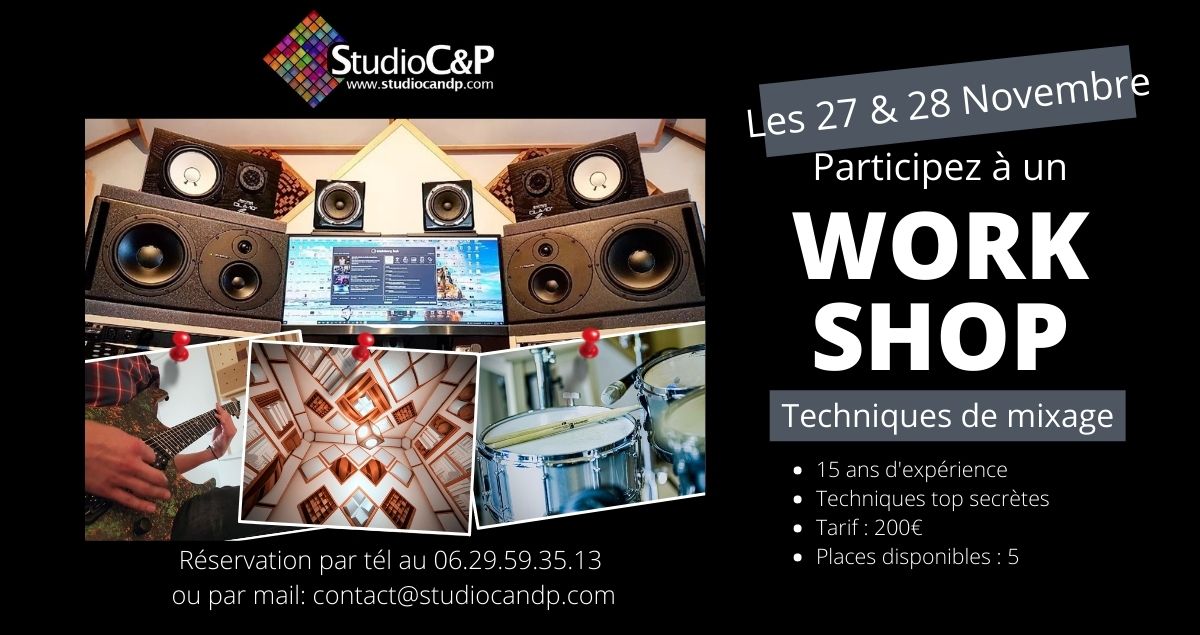 StudioC&P
www.studiocandp.com
Les 27 & 28 Novembre
Participez à un
WORK
SHOP
Techniques de mixage
15 ans d'expérience
Techniques top secrètes
Tarif : 200€
Places disponibles : 5
Réservation par tél au 06.29.59.35.13
ou par mail: contact@studiocandp.com